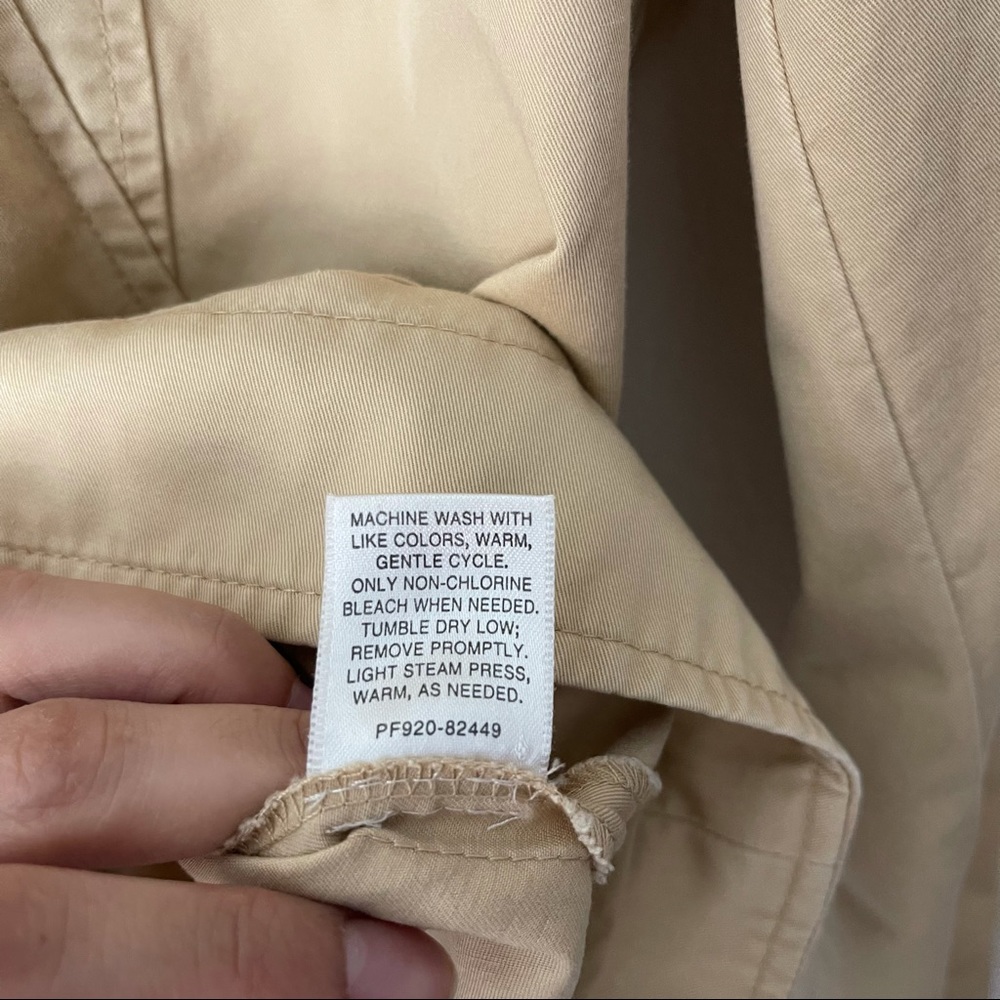 MACHINE WASH WITH
LIKE COLORS, WARM,
GENTLE CYCLE.
ONLY NON-CHLORINE
BLEACH WHEN NEEDED.
TUMBLE DRY LOW;
REMOVE PROMPTLY.
LIGHT STEAM PRESS,
WARM, AS NEEDED.
PF920-82449